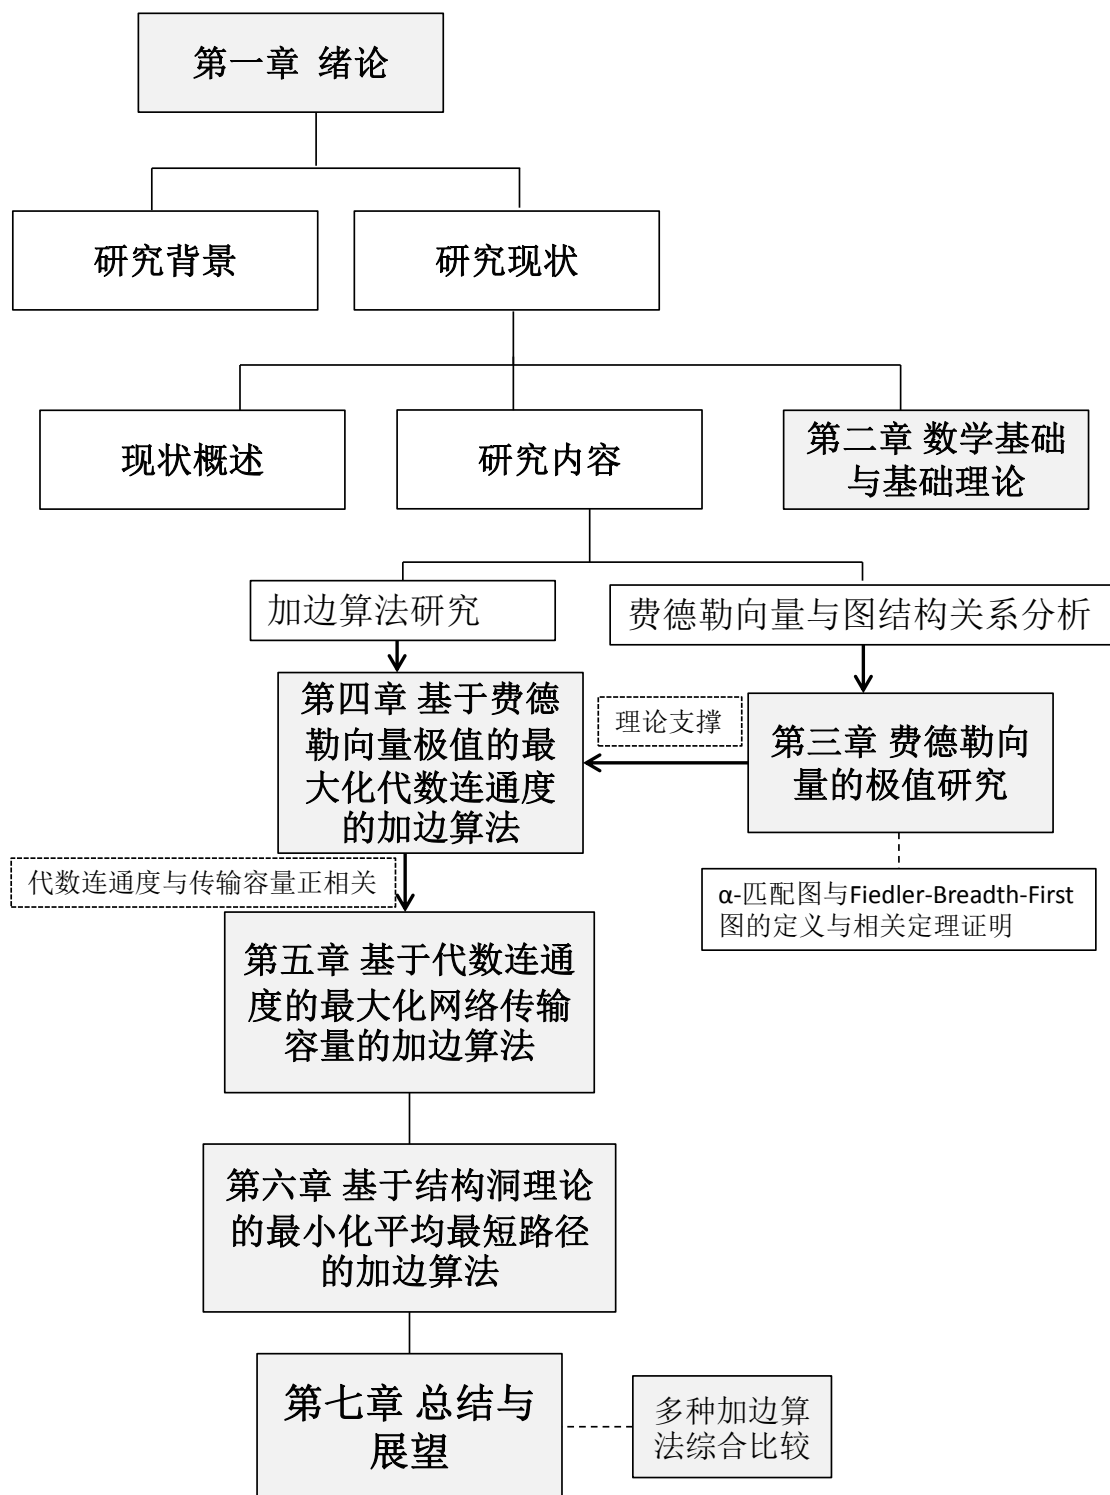 第一章 绪论
研究背景
研究现状
现状概述
研究内容
第二章 数学基础
与基础理论
加边算法研究
费德勒向量与图结构关系分析
第四章 基于费德
勒向量极值的最
大化代数连通度
的加边算法
理论支撑
第三章 费德勒向
量的极值研究
代数连通度与传输容量正相关
α-匹配图与Fiedler-Breadth-First
图的定义与相关定理证明
第五章 基于代数连通
度的最大化网络传输
容量的加边算法
第六章 基于结构洞理论
的最小化平均最短路径
的加边算法
第七章 总结与
展望
多种加边算
法综合比较